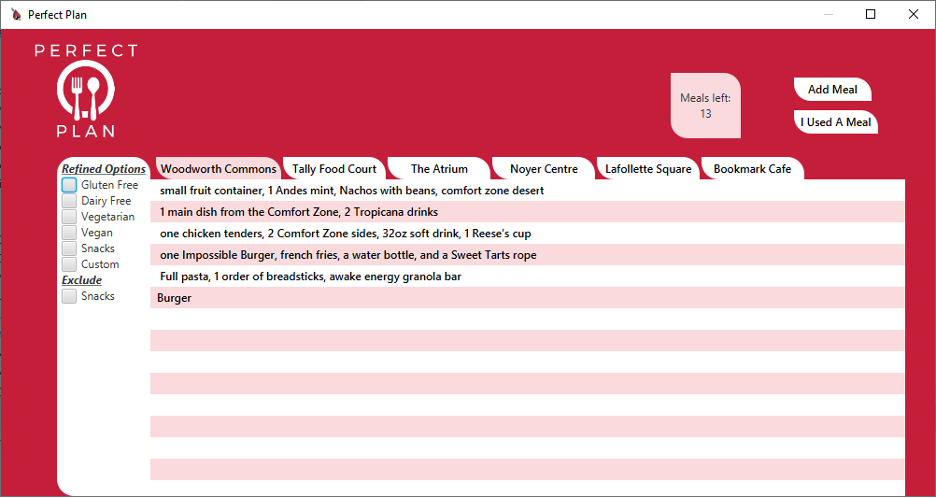 Perfect Plan
PERFECT
PLAN
Meals left:
13
Add Meal
I Used A Meal
Refined Options
Gluten Free
Dairy Free
Vegetarian
Vegan
Snacks
Custom
Exclude
Snacks
Woodworth Commons
Tally Food Court
The Atrium
Noyer Centre
Lafollette Square
Bookmark Cafe
small fruit container, 1 Andes mint, Nachos with beans, comfort zone desert
1 main dish from the Comfort Zone, 2 Tropicana drinks
one chicken tenders, 2 Comfort Zone sides, 32oz soft drink, 1 Reese's cup
one Impossible Burger, french fries, a water bottle, and a Sweet Tarts rope
Full pasta, 1 order of breadsticks, awake energy granola bar
Burger